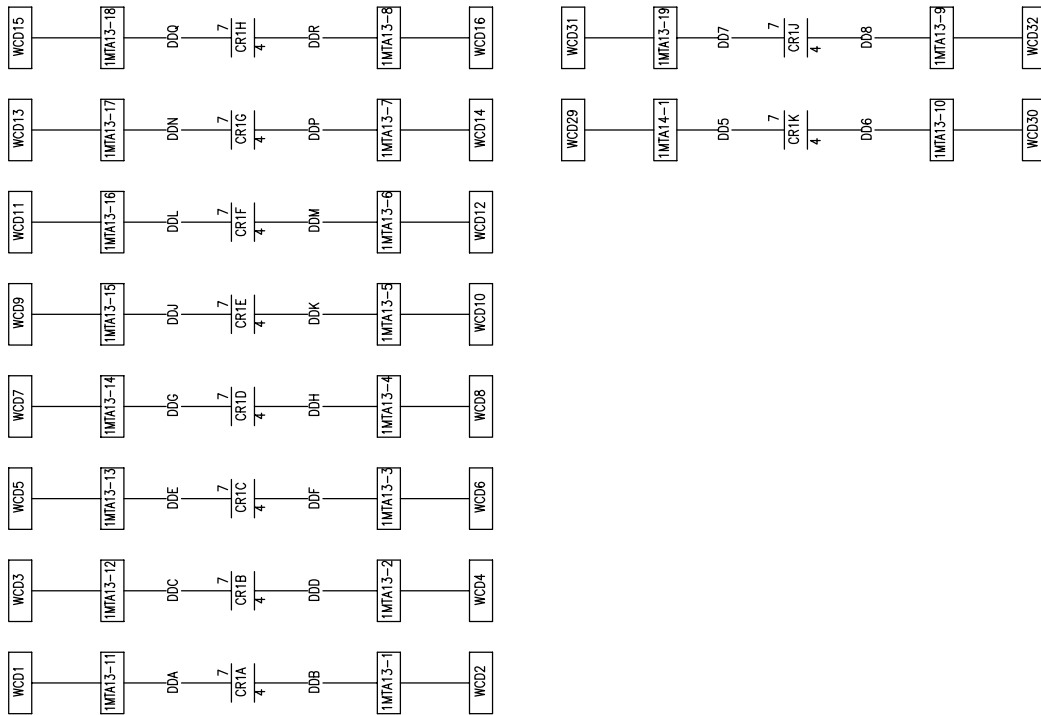 WCD15 1MTA13-18 DDQ 7 CR1H 4 DDR 1MTA13-8 WCD16
WCD13 1MTA13-17 DDN 7 CR1G 4 DDP 1MTA13-7 WCD14
WCD11 1MTA13-16 DDL 7 CR1F 4 DDM 1MTA13-6 WCD12
WCD9 1MTA13-15 DDJ 7 CR1E 4 DDK 1MTA13-5 WCD10
WCD7 1MTA13-14 DDG 7 CR1D 4 DDH 1MTA13-4 WCD8
WCD5 1MTA13-13 DDE 7 CR1C 4 DDF 1MTA13-3 WCD6
WCD3 1MTA13-12 DDC 7 CR1B 4 DDD 1MTA13-2 WCD4
WCD1 1MTA13-11 DDA 7 CR1A 4 DDB 1MTA13-1 WCD2
WCD31 1MTA13-19 DD7 7 CR1J 4 DD8 1MTA13-9 WCD32
WCD29 1MTA14-1 DD5 7 CR1K 4 DD6 1MTA13-10 WCD30